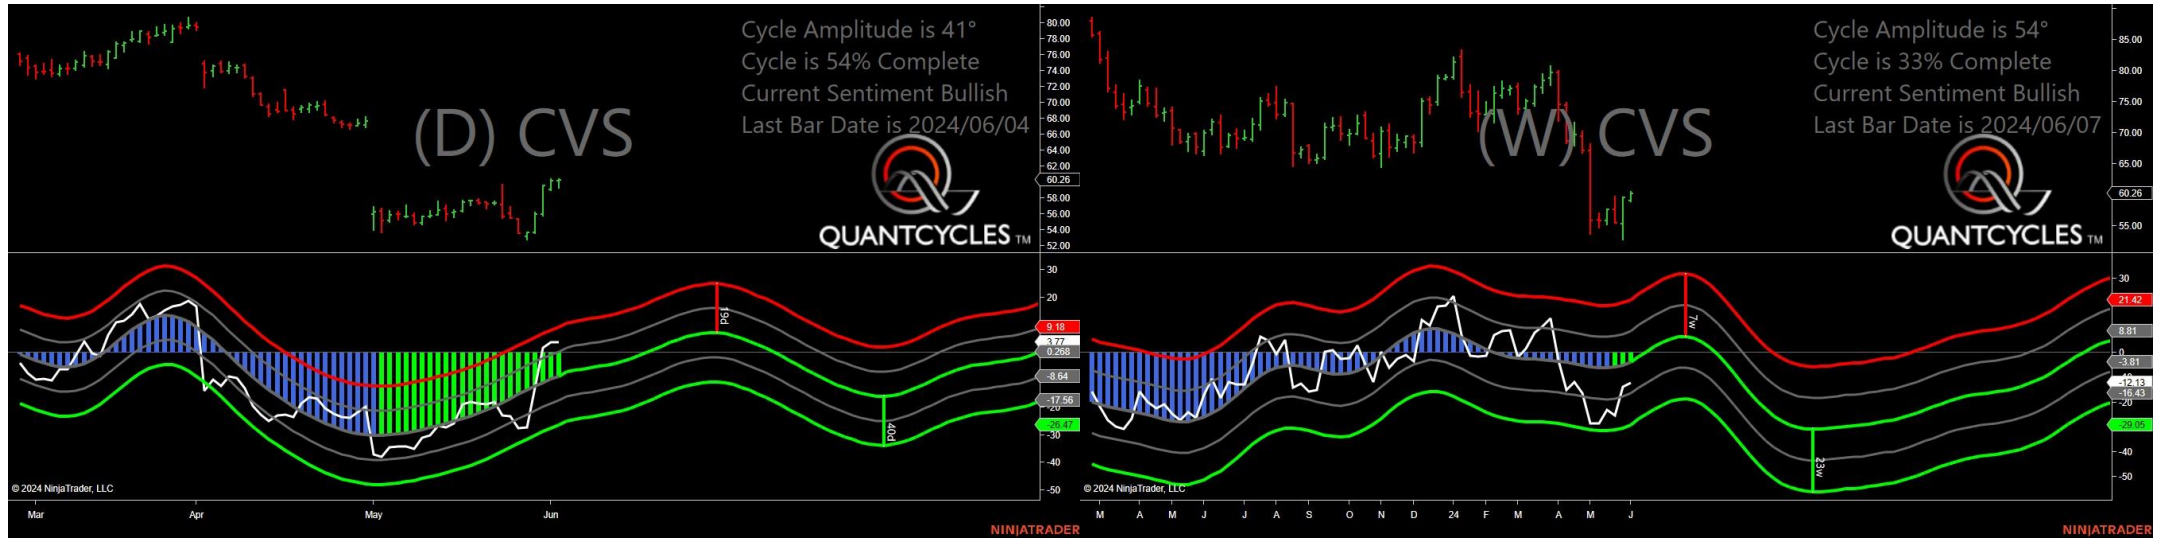 Cycle Amplitude is 41°
Cycle is 54% Complete
Current Sentiment Bullish
Last Bar Date is 2024/06/04
(D) CVS
QUANTCYCLES TM
80.00
78.00
76.00
74.00
72.00
70.00
68.00
66.00
64.00
62.00
60.26
58.00
56.00
54.00
52.00
30
20
9.18
3.77
0.268
-8.64
-17.56
-26.47
-30
-40
-50
19d
40d
© 2024 NinjaTrader, LLC
Mar Apr May Jun
NINJATRADER
Cycle Amplitude is 54°
Cycle is 33% Complete
Current Sentiment Bullish
Last Bar Date is 2024/06/07
(W) CVS
QUANTCYCLES TM
85.00
80.00
75.00
70.00
65.00
60.26
55.00
30
21.42
8.81
0
-3.81
-12.13
-16.43
-20
-29.05
-40
-50
7w
23w
© 2024 NinjaTrader, LLC
M A M J J A S O N D 24 F M A M J
NINJATRADER